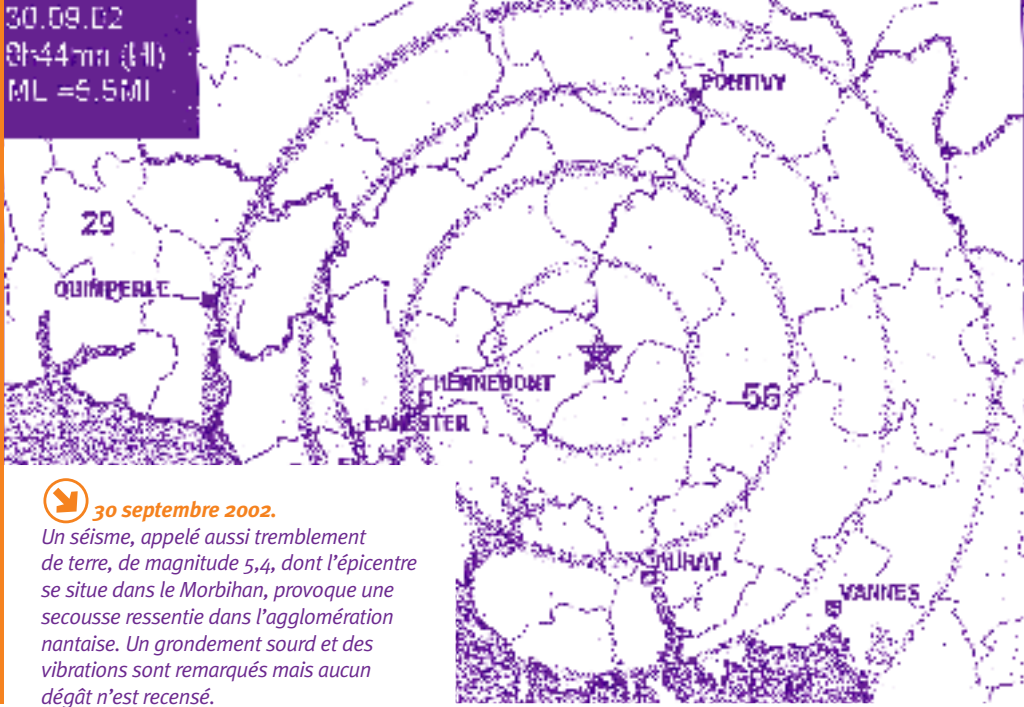 30.09.02
ML =5.5Ml
PONTIVY
29
QUIMPERLE
HENNEBONT
56
LANESTER
AURAY
VANNES
30 septembre 2002.
Un séisme, appelé aussi tremblement
de terre, de magnitude 5,4, dont l’épicentre
se situe dans le Morbihan, provoque une
secousse ressentie dans l’agglomération
nantaise. Un grondement sourd et des
vibrations sont remarqués mais aucun
dégât n’est recensé.